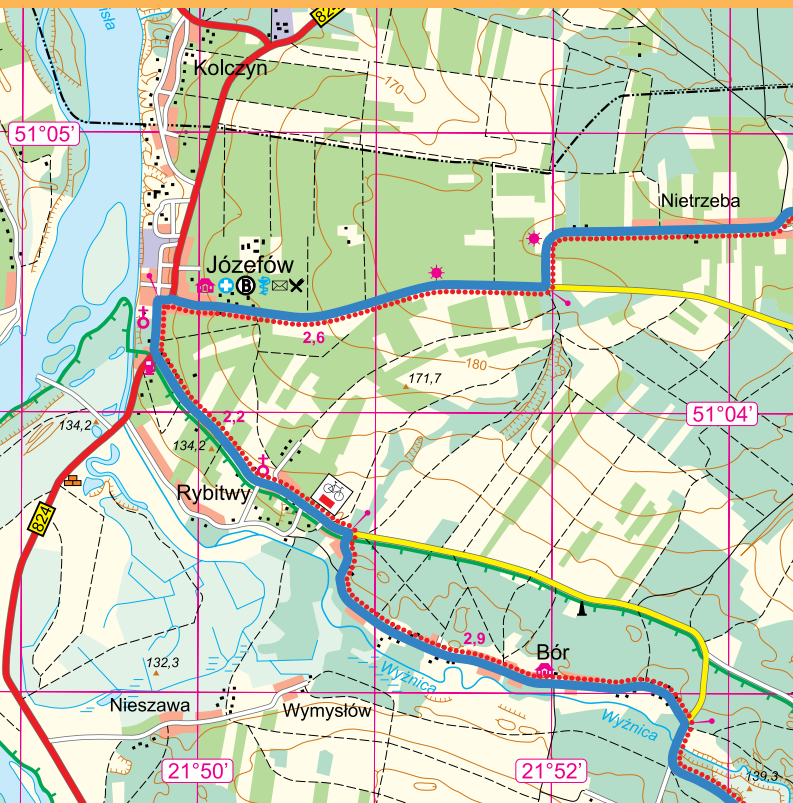 isła
82
Kolczyn
170
51°05'
Nietrzeba
Józefów
B
2,6
180
171,7
2,2
51°04'
134,2
134,2
Rybitwy
824
2,9
Bór
132,3
Wyżnica
Nieszawa
Wymysłów
Wyżnica
21°50'
21°52'
139,3